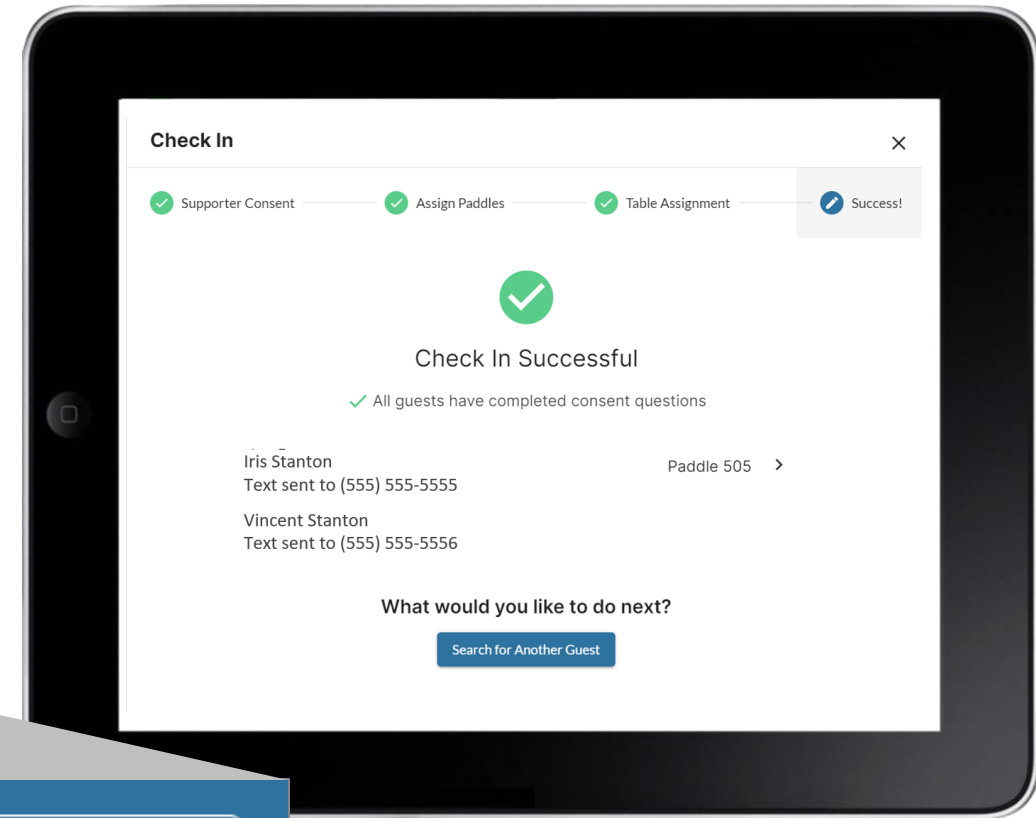 Check In
Supporter Consent
Assign Paddles
Table Assignment
Success!
Check In Successful
All guests have completed consent questions
Iris Stanton
Paddle 505
Text sent to (555) 555-5555
Vincent Stanton
Text sent to (555) 555-5556
What would you like to do next?
Search for Another Guest